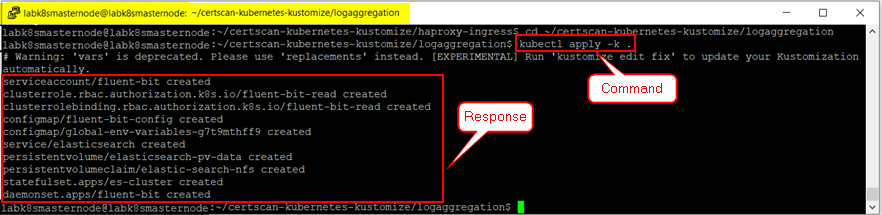 labk8smasternode@labk8smasternode: ~/certscan-kubernetes-kustomize/logaggregation
labk8smasternode@labk8smasternode:~/certscan-kubernetes-kustomize/haproxy-ingress$ cd ~/certscan-kubernetes-kustomize/logaggregation
labk8smasternode@labk8smasternode:~/certscan-kubernetes-kustomize/logaggregation$ kubectl apply -k .
# Warning: 'vars' is deprecated. Please use 'replacements' instead. [EXPERIMENTAL] Run 'kustomize edit fix' to update your Kustomization
automatically.
serviceaccount/fluent-bit created
clusterrole.rbac.authorization.k8s.io/fluent-bit-read created
clusterrolebinding.rbac.authorization.k8s.io/fluent-bit-read created
configmap/fluent-bit-config created
configmap/global-env-variables-g7t9mthff9 created
service/elasticsearch created
persistentvolume/elasticsearch-pv-data created
persistentvolumeclaim/elastic-search-nfs created
statefulset.apps/es-cluster created
daemonset.apps/fluent-bit created
labk8smasternode@labk8smasternode:~/certscan-kubernetes-kustomize/logaggregation$
Command
Response